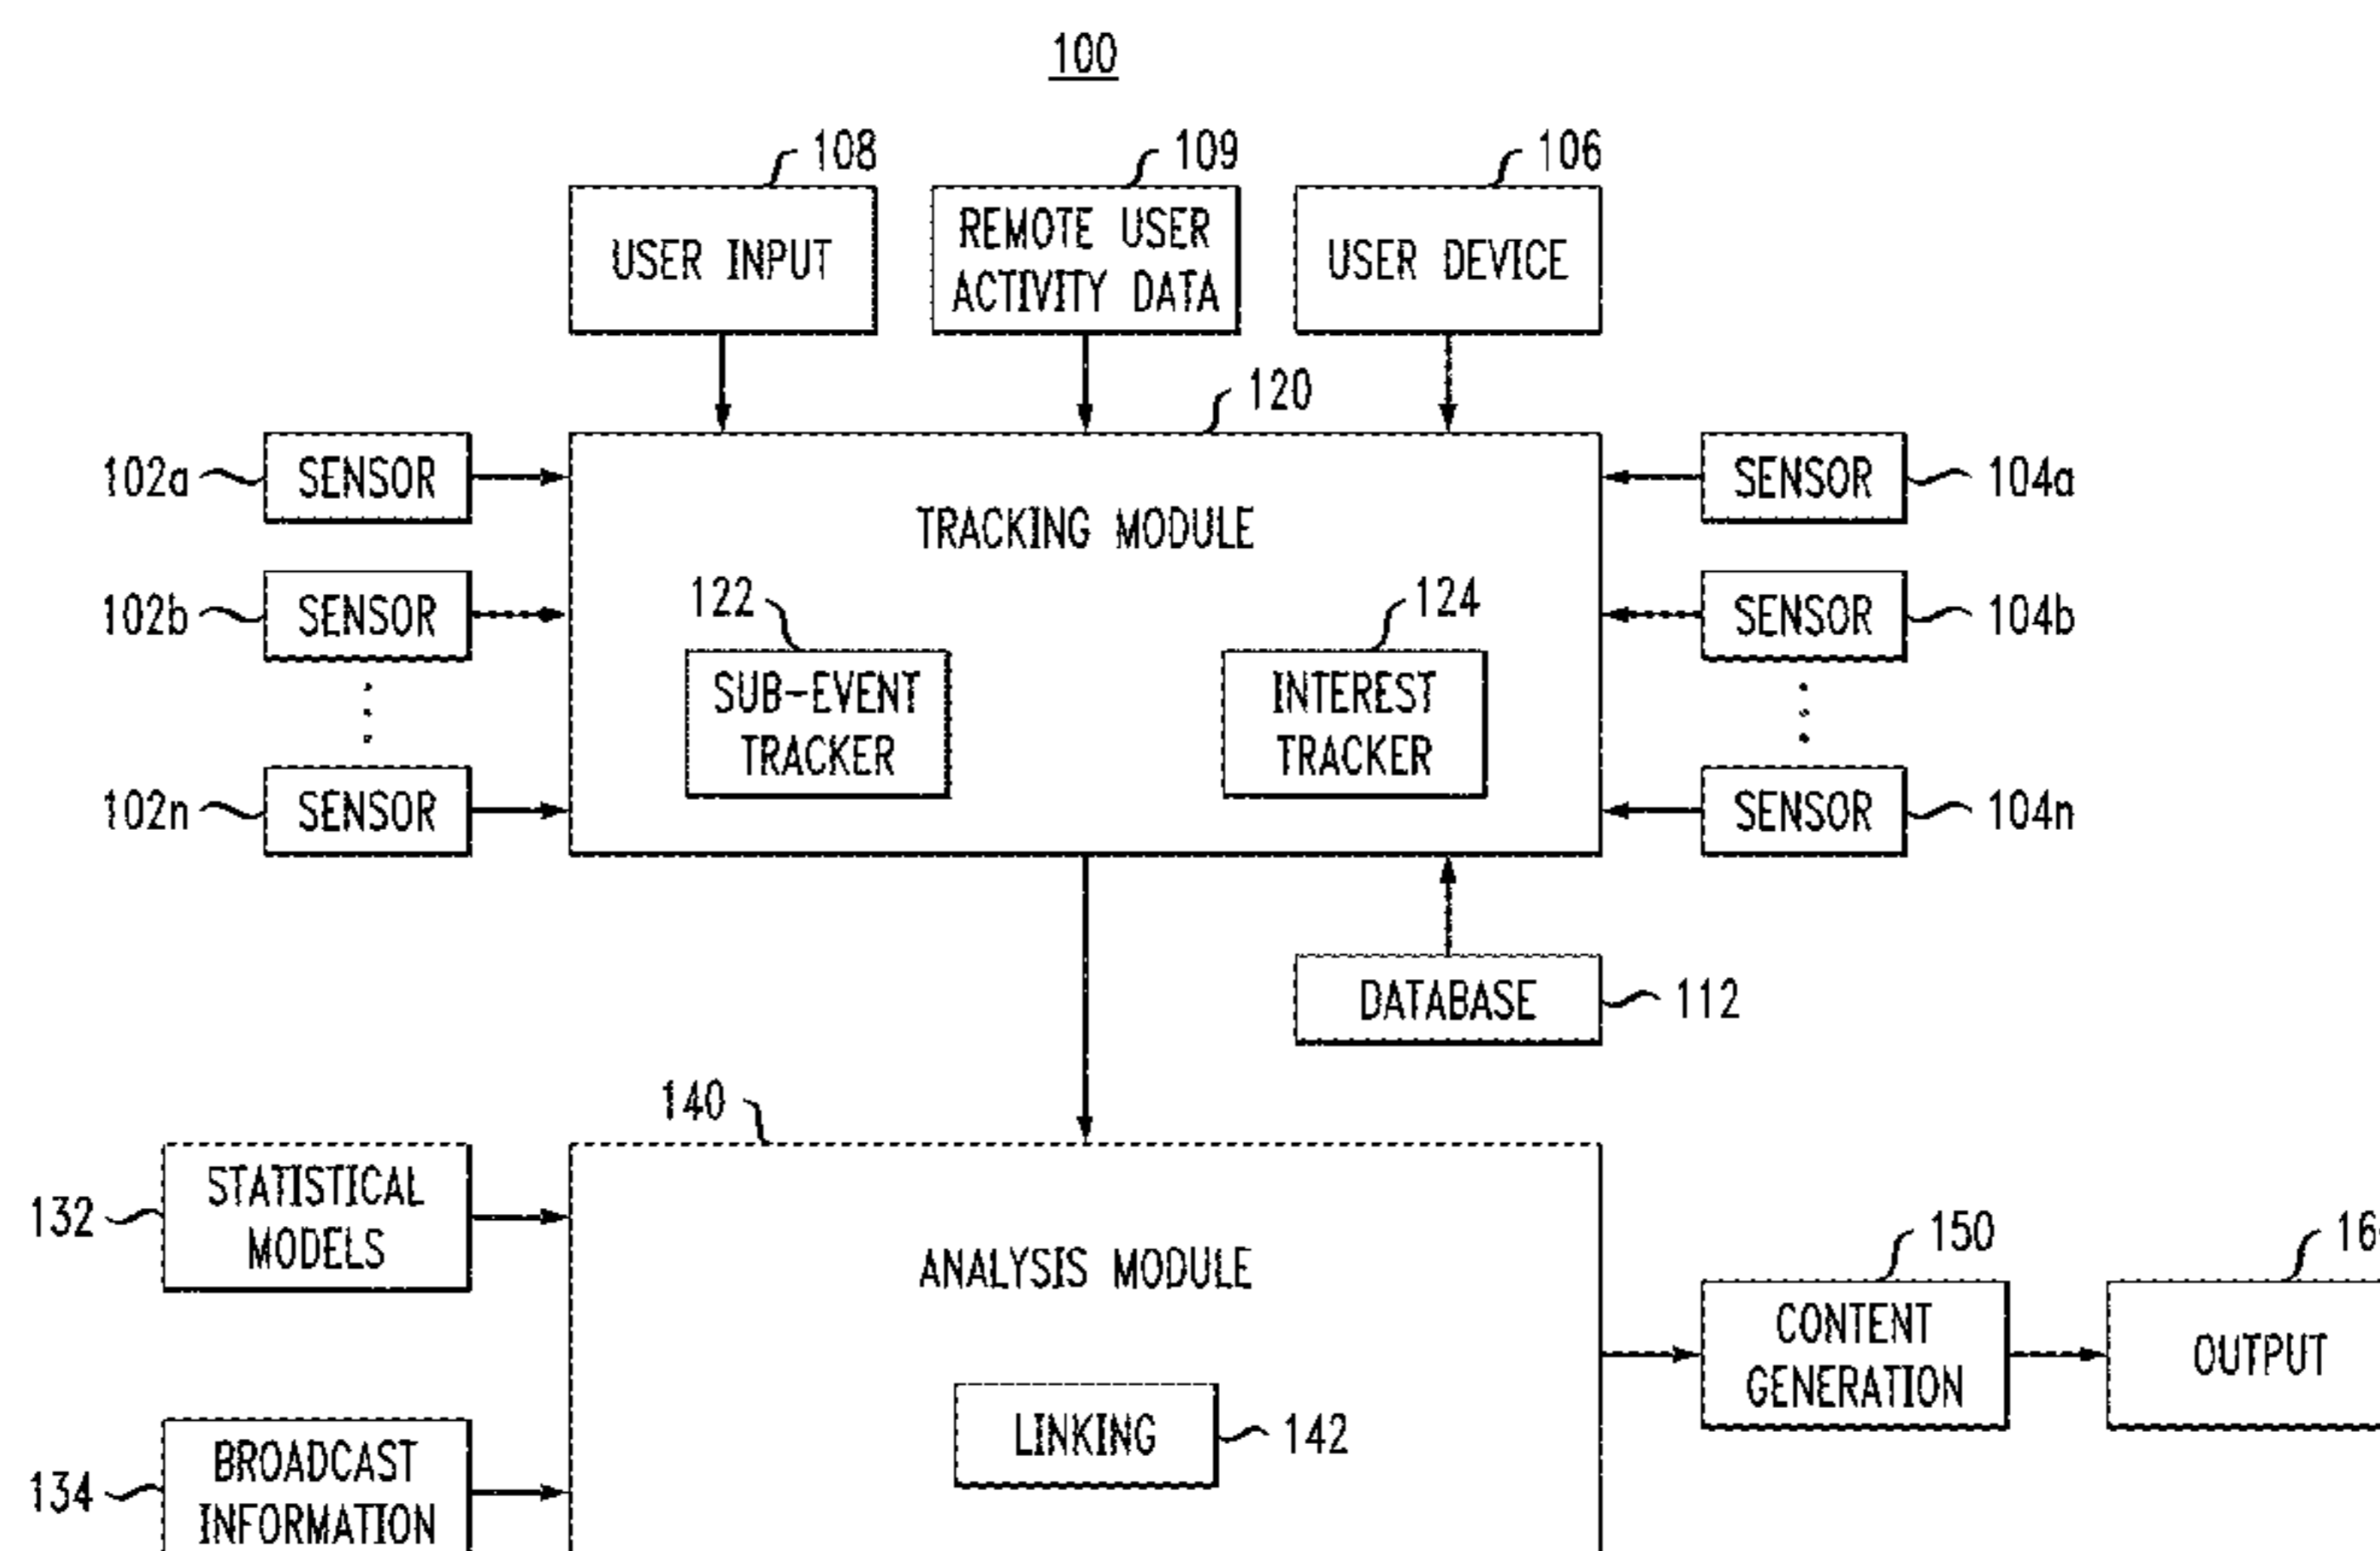 100
108
109
106
USER INPUT
REMOTE USER
ACTIVITY DATA
USER DEVICE
120
102a
SENSOR
SENSOR
104a
TRACKING MODULE
102b
SENSOR
122
124
SENSOR
104b
SUB-EVENT
TRACKER
INTEREST
TRACKER
102n
SENSOR
SENSOR
104n
DATABASE
112
140
132
STATISTICAL
MODELS
ANALYSIS MODULE
150
CONTENT
GENERATION
OUTPUT
LINKING
142
134
BROADCAST
INFORMATION